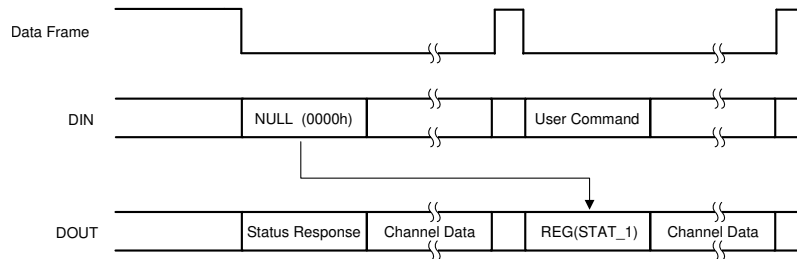 Data Frame
DIN
NULL (0000h)
User Command
DOUT
Status Response
Channel Data
REG(STAT_1)
Channel Data